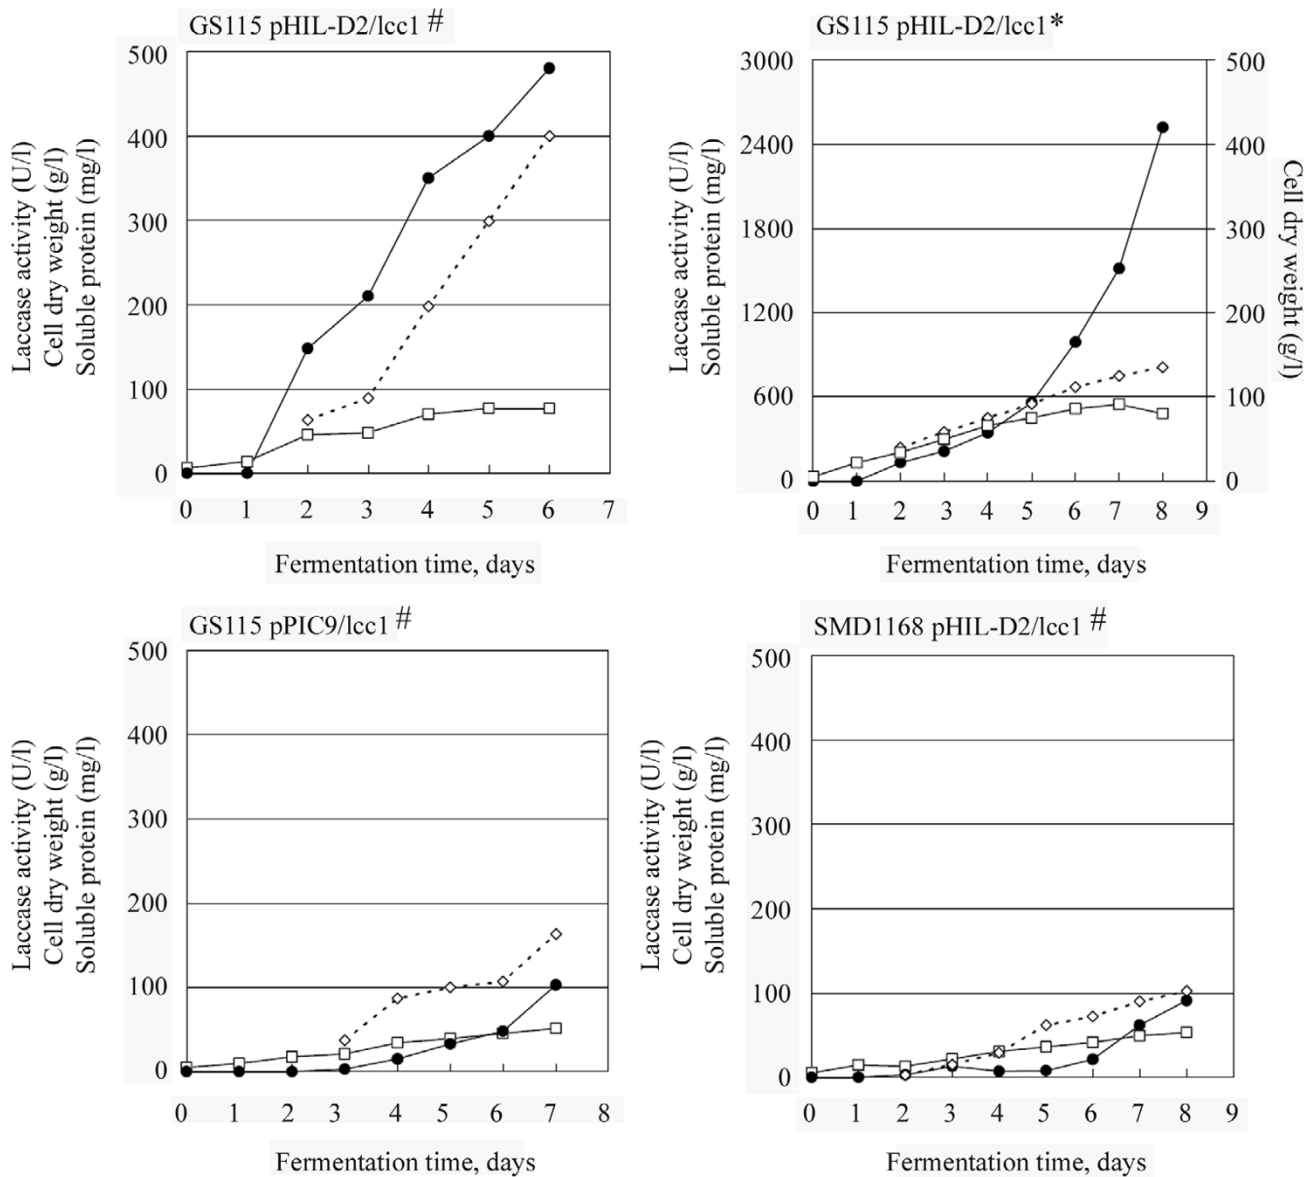 GS115 pHIL-D2/lcc1 #
500
400
300
200
100
0
Laccase activity (U/l)
Cell dry weight (g/l)
Soluble protein (mg/l)
0 1 2 3 4 5 6 7
Fermentation time, days
GS115 pHIL-D2/lcc1*
3000
2400
1800
1200
600
0
Laccase activity (U/l)
Soluble protein (mg/l)
500
400
300
200
100
0
Cell dry weight (g/l)
0 1 2 3 4 5 6 7 8 9
Fermentation time, days
GS115 pPIC9/lcc1 #
500
400
300
200
100
0
Laccase activity (U/l)
Cell dry weight (g/l)
Soluble protein (mg/l)
0 1 2 3 4 5 6 7 8
Fermentation time, days
SMD1168 pHIL-D2/lcc1 #
500
400
300
200
100
0
Laccase activity (U/l)
Cell dry weight (g/l)
Soluble protein (mg/l)
0 1 2 3 4 5 6 7 8 9
Fermentation time, days